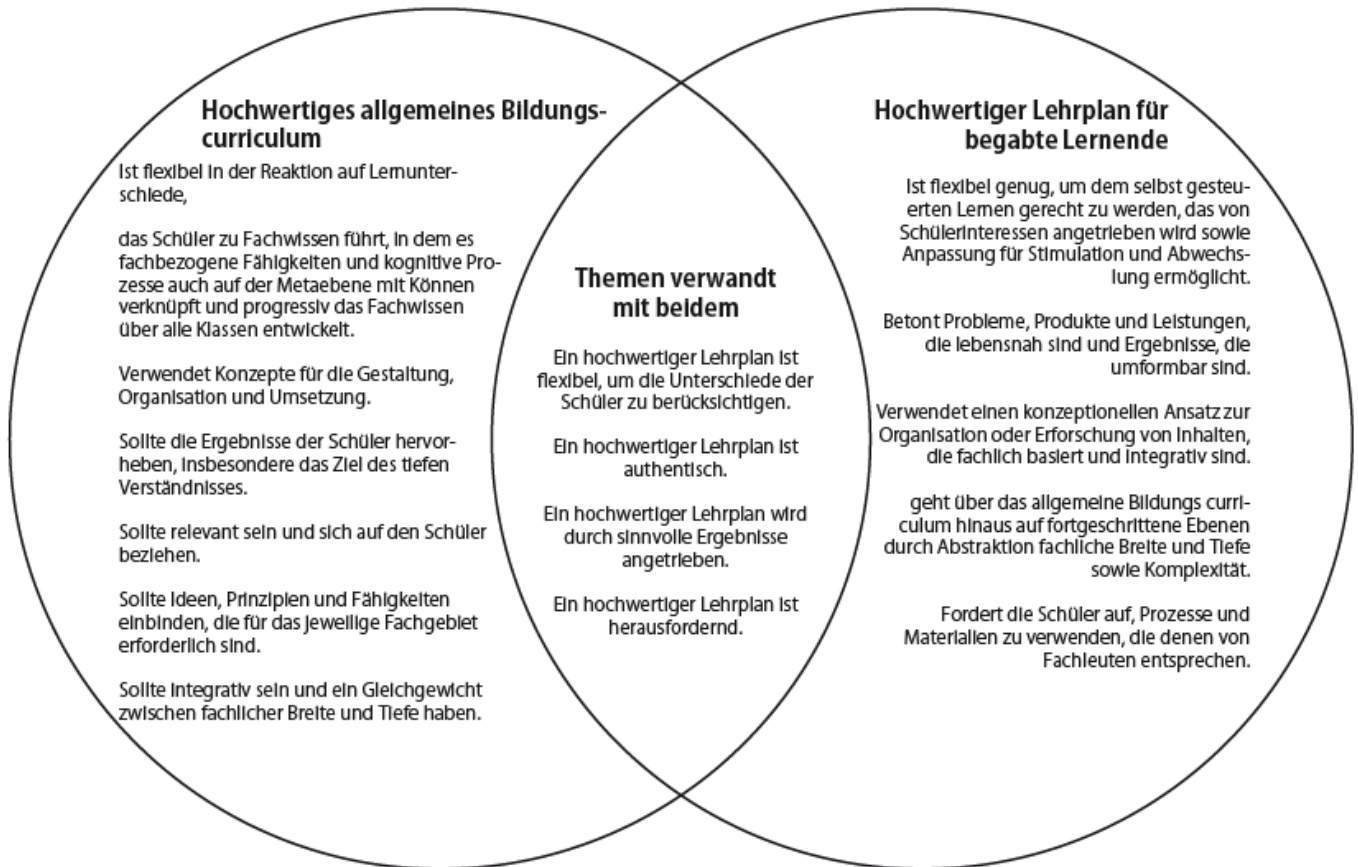 Hochwertiges allgemeines Bildungs-
curriculum
Ist flexibel in der Reaktion auf Lernunter-
schiede,
das Schüler zu Fachwissen führt, in dem es
fachbezogene Fähigkeiten und kognitive Pro-
zesse auch auf der Metaebene mit Können
verknüpft und progressiv das Fachwissen
über alle Klassen entwickelt.
Verwendet Konzepte für die Gestaltung,
Organisation und Umsetzung.
Sollte die Ergebnisse der Schüler hervor-
heben, insbesondere das Ziel des tiefen
Verständnisses.
Sollte relevant sein und sich auf den Schüler
beziehen.
Sollte Ideen, Prinzipien und Fähigkeiten
einbinden, die für das jeweilige Fachgebiet
erforderlich sind.
Sollte integrativ sein und ein Gleichgewicht
zwischen fachlicher Breite und Tiefe haben.
Themen verwandt
mit beidem
Ein hochwertiger Lehrplan ist
flexibel, um die Unterschiede der
Schüler zu berücksichtigen.
Ein hochwertiger Lehrplan ist
authentisch.
Ein hochwertiger Lehrplan wird
durch sinnvolle Ergebnisse
angetrieben.
Ein hochwertiger Lehrplan ist
herausfordernd.
Hochwertiger Lehrplan für
begabte Lernende
Ist flexibel genug, um dem selbst gesteu-
erten Lernen gerecht zu werden, das von
Schülerinteressen angetrieben wird sowie
Anpassung für Stimulation und Abwechs-
lung ermöglicht.
Betont Probleme, Produkte und Leistungen,
die lebensnah sind und Ergebnisse, die
umformbar sind.
Verwendet einen konzeptionellen Ansatz zur
Organisation oder Erforschung von Inhalten,
die fachlich basiert und integrativ sind.
geht über das allgemeine Bildungs curri-
culum hinaus auf fortgeschrittene Ebenen
durch Abstraktion fachliche Breite und Tiefe
sowie Komplexität.
Fordert die Schüler auf, Prozesse und
Materialien zu verwenden, die denen von
Fachleuten entsprechen.